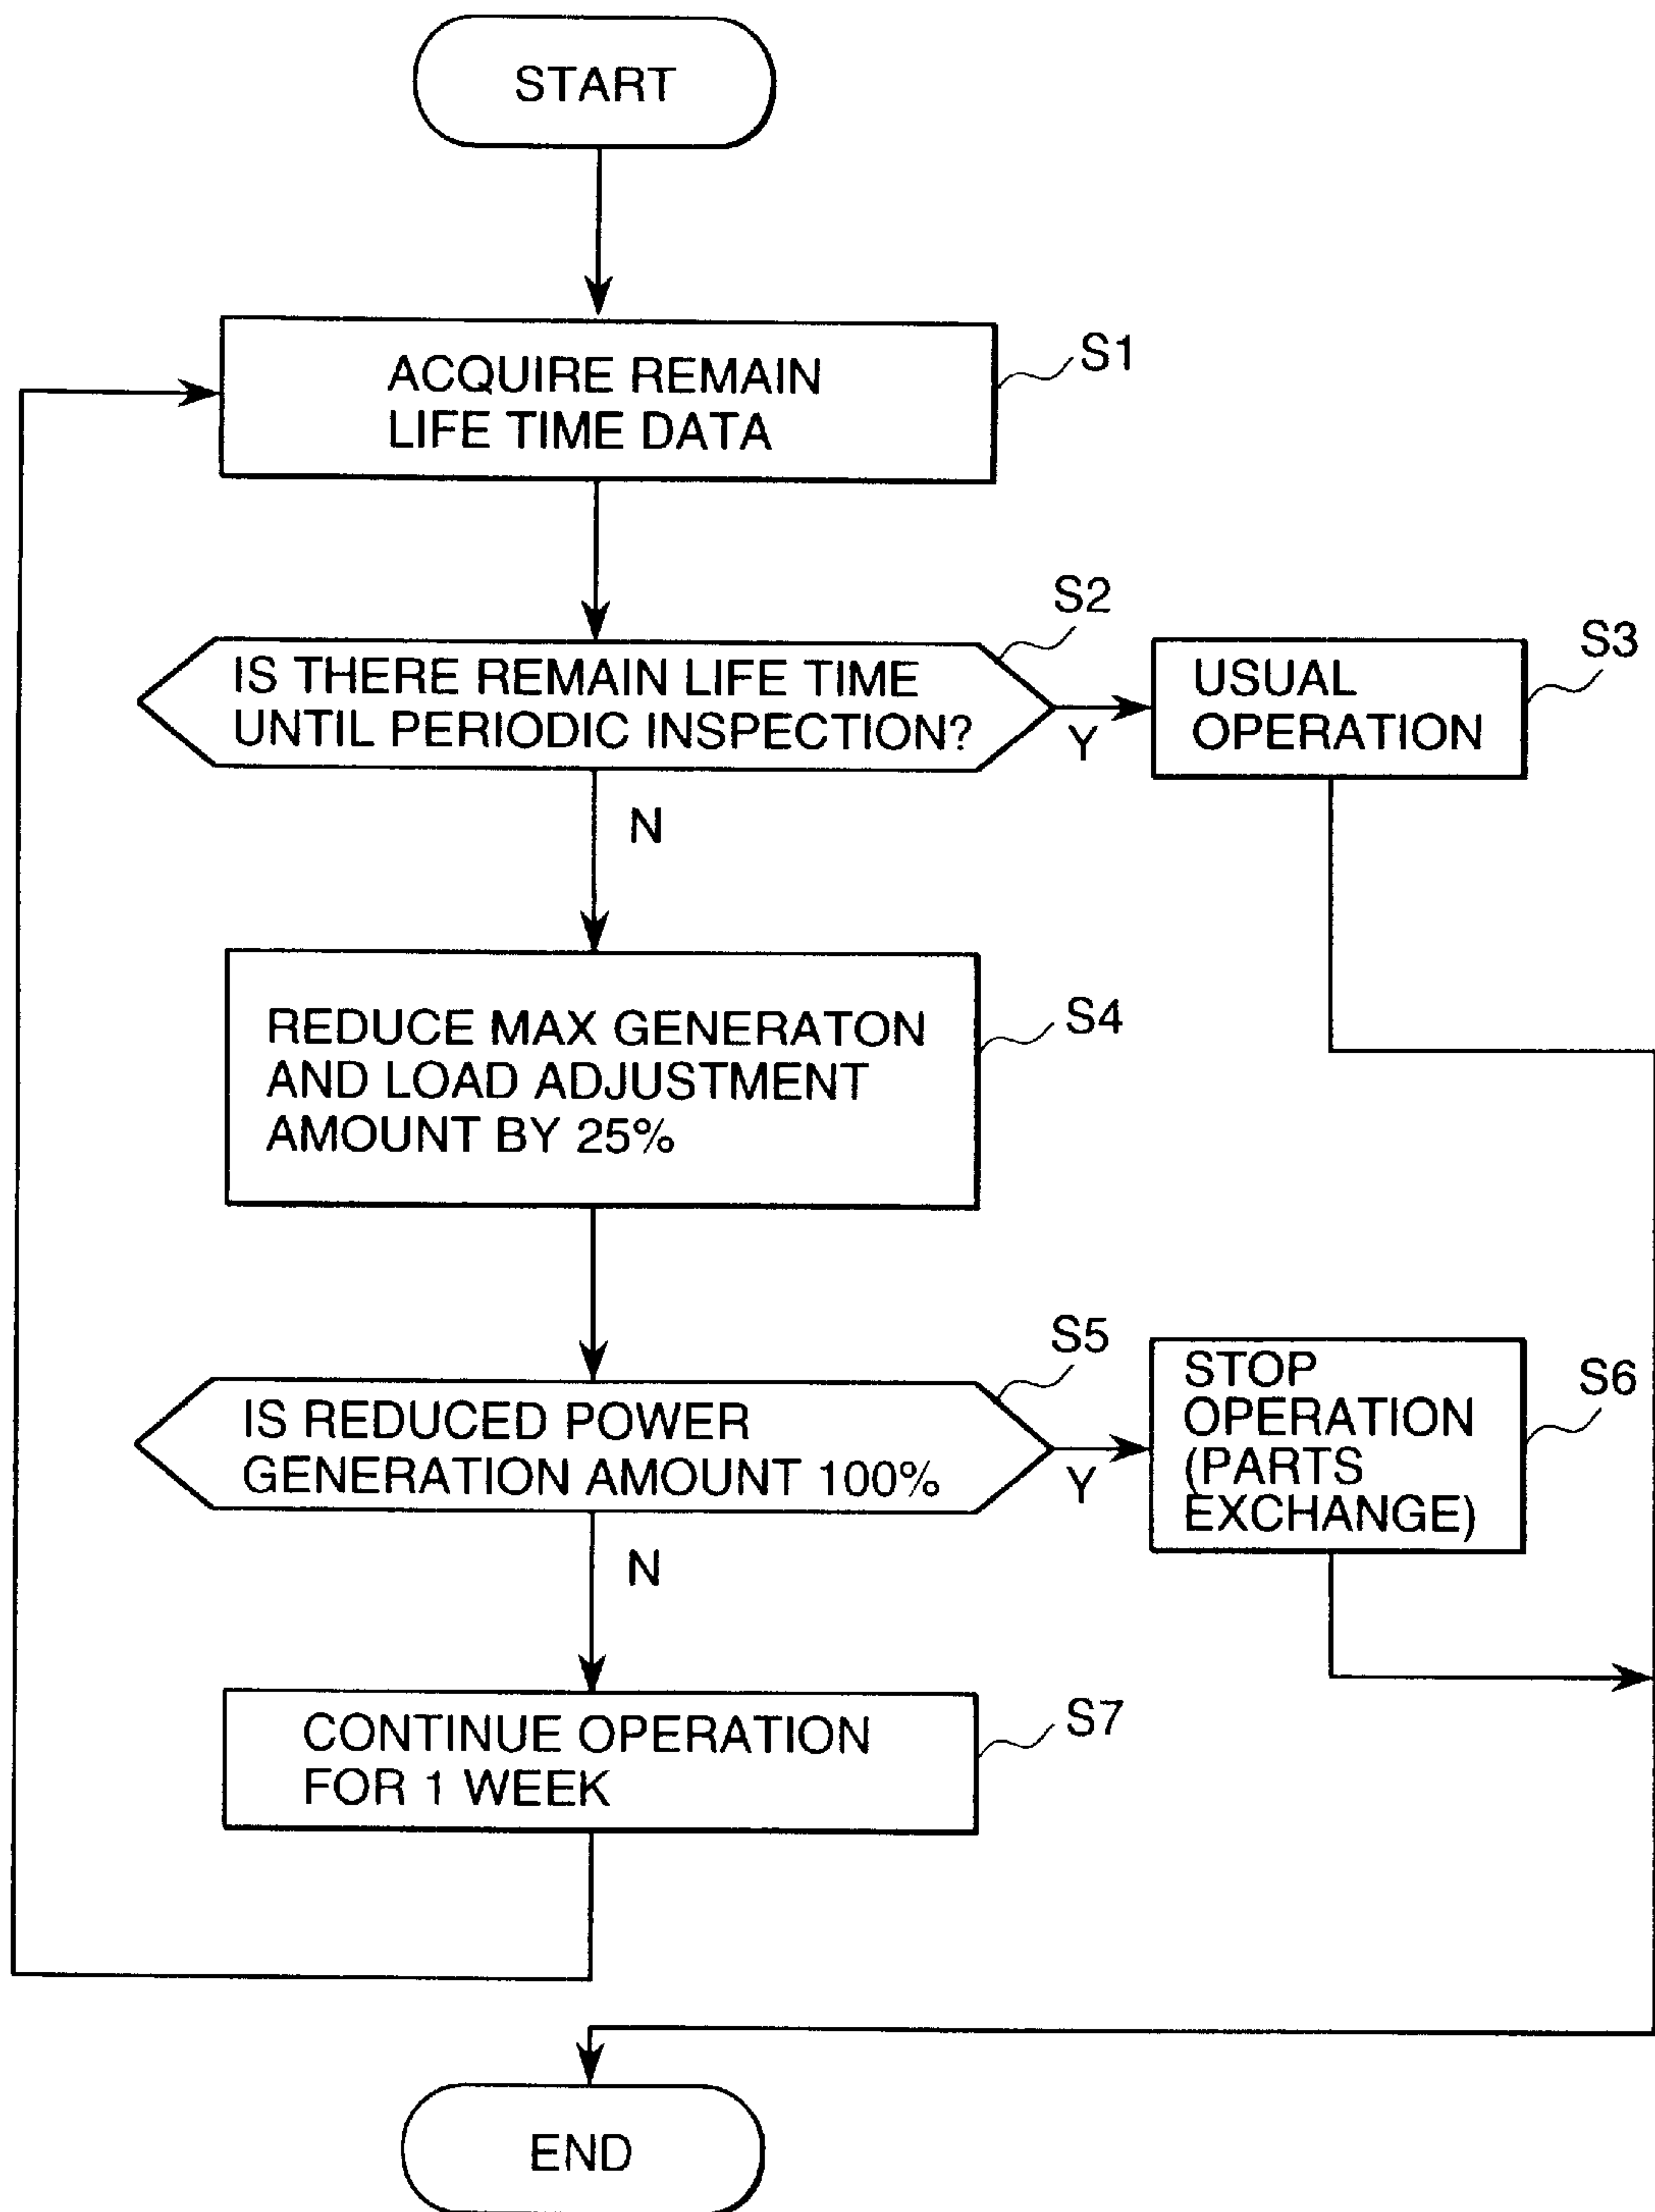 START
ACQUIRE REMAIN
LIFE TIME DATA
S1
IS THERE REMAIN LIFE TIME
UNTIL PERIODIC INSPECTION?
S2
Y
USUAL
OPERATION
S3
N
REDUCE MAX GENERATON
AND LOAD ADJUSTMENT
AMOUNT BY 25%
S4
IS REDUCED POWER
GENERATION AMOUNT 100%
S5
Y
STOP
OPERATION
(PARTS
EXCHANGE)
S6
N
CONTINUE OPERATION
FOR 1 WEEK
S7
END